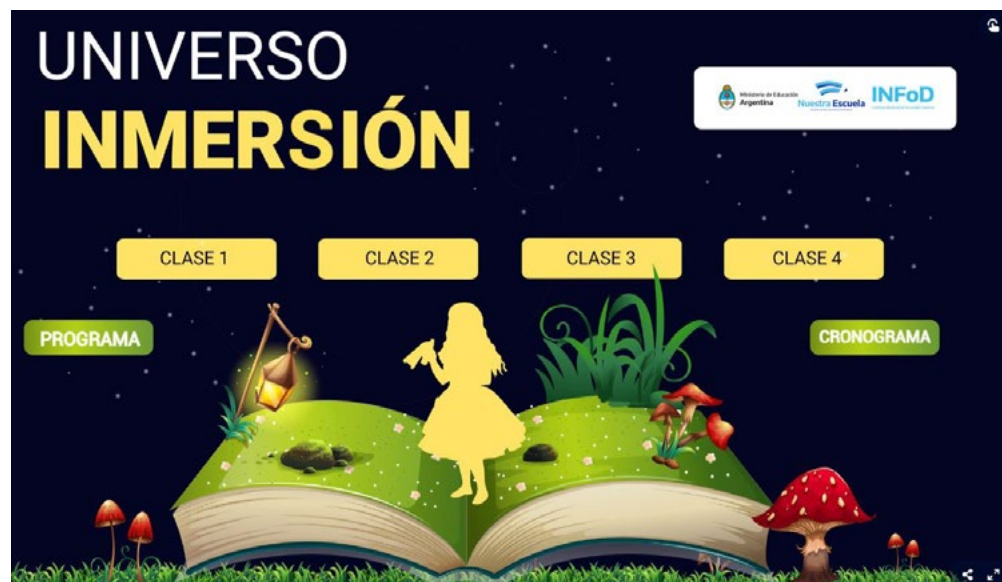 UNIVERSO
INMERSIÓN
Ministerio de Educación
Argentina
Nuestra Escuela
INFoD
CLASE 1
CLASE 2
CLASE 3
CLASE 4
PROGRAMA
CRONOGRAMA